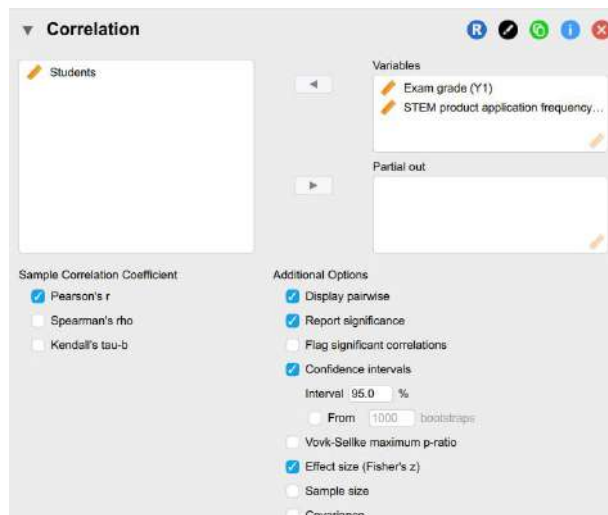 Correlation
R
i
Students
Variables
Exam grade (Y1)
STEM product application frequency...
Partial out
Sample Correlation Coefficient
Pearson's r
Spearman's rho
Kendall's tau-b
Additional Options
Display pairwise
Report significance
Flag significant correlations
Confidence intervals
Interval 95.0 %
From 1000 bootstraps
Vovk-Sellke maximum p-ratio
Effect size (Fisher's z)
Sample size
Covariance